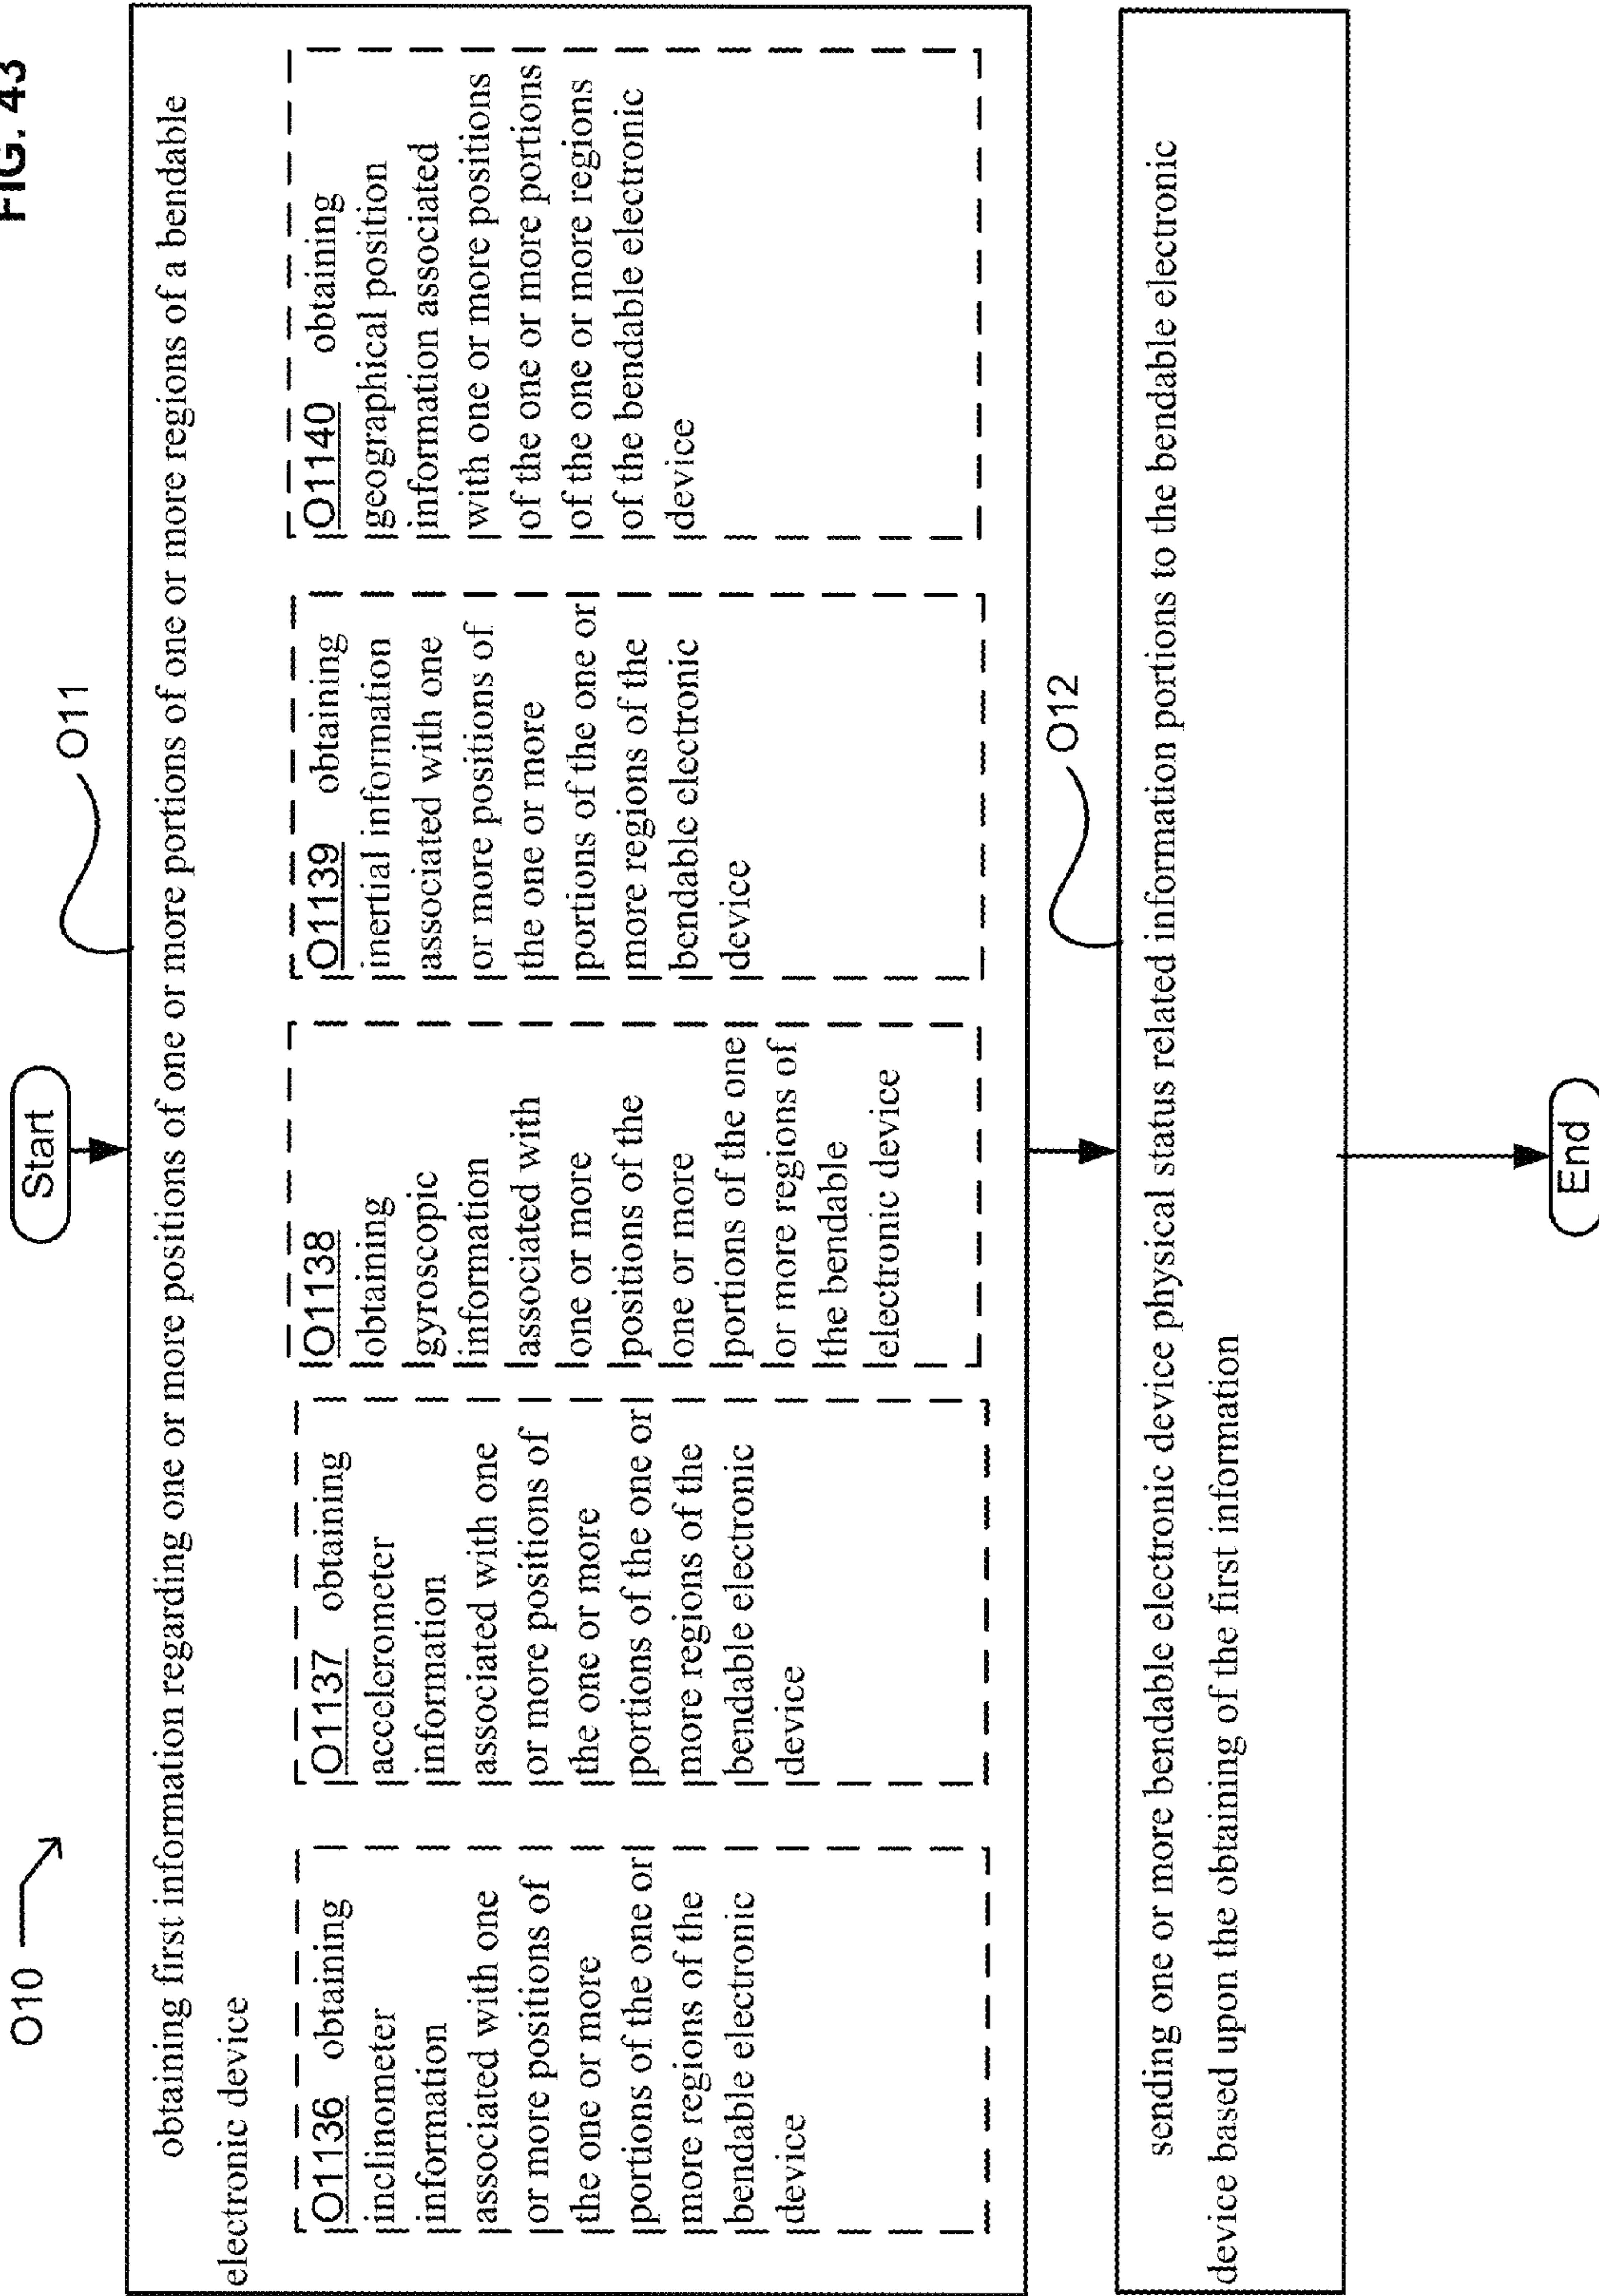 FIG. 43
O10
Start
O11
obtaining first information regarding one or more positions of one or more portions of one or more regions of a bendable
electronic device
O1136 obtaining
inclinometer
information
associated with one
or more positions of
the one or more
portions of the one or
more regions of the
bendable electronic
device
O1137 obtaining
accelerometer
information
associated with one
or more positions of
the one or more
portions of the one or
more regions of the
bendable electronic
device
O1138
obtaining
gyroscopic
information
associated with
one or more
positions of the
one or more
portions of the one
or more regions of
the bendable
electronic device
O1139 obtaining
inertial information
associated with one
or more positions of
the one or more
portions of the one or
more regions of the
bendable electronic
device
O1140 obtaining
geographical position
information associated
with one or more positions
of the one or more portions
of the one or more regions
of the bendable electronic
device
O12
sending one or more bendable electronic device physical status related information portions to the bendable electronic
device based upon the obtaining of the first information
End